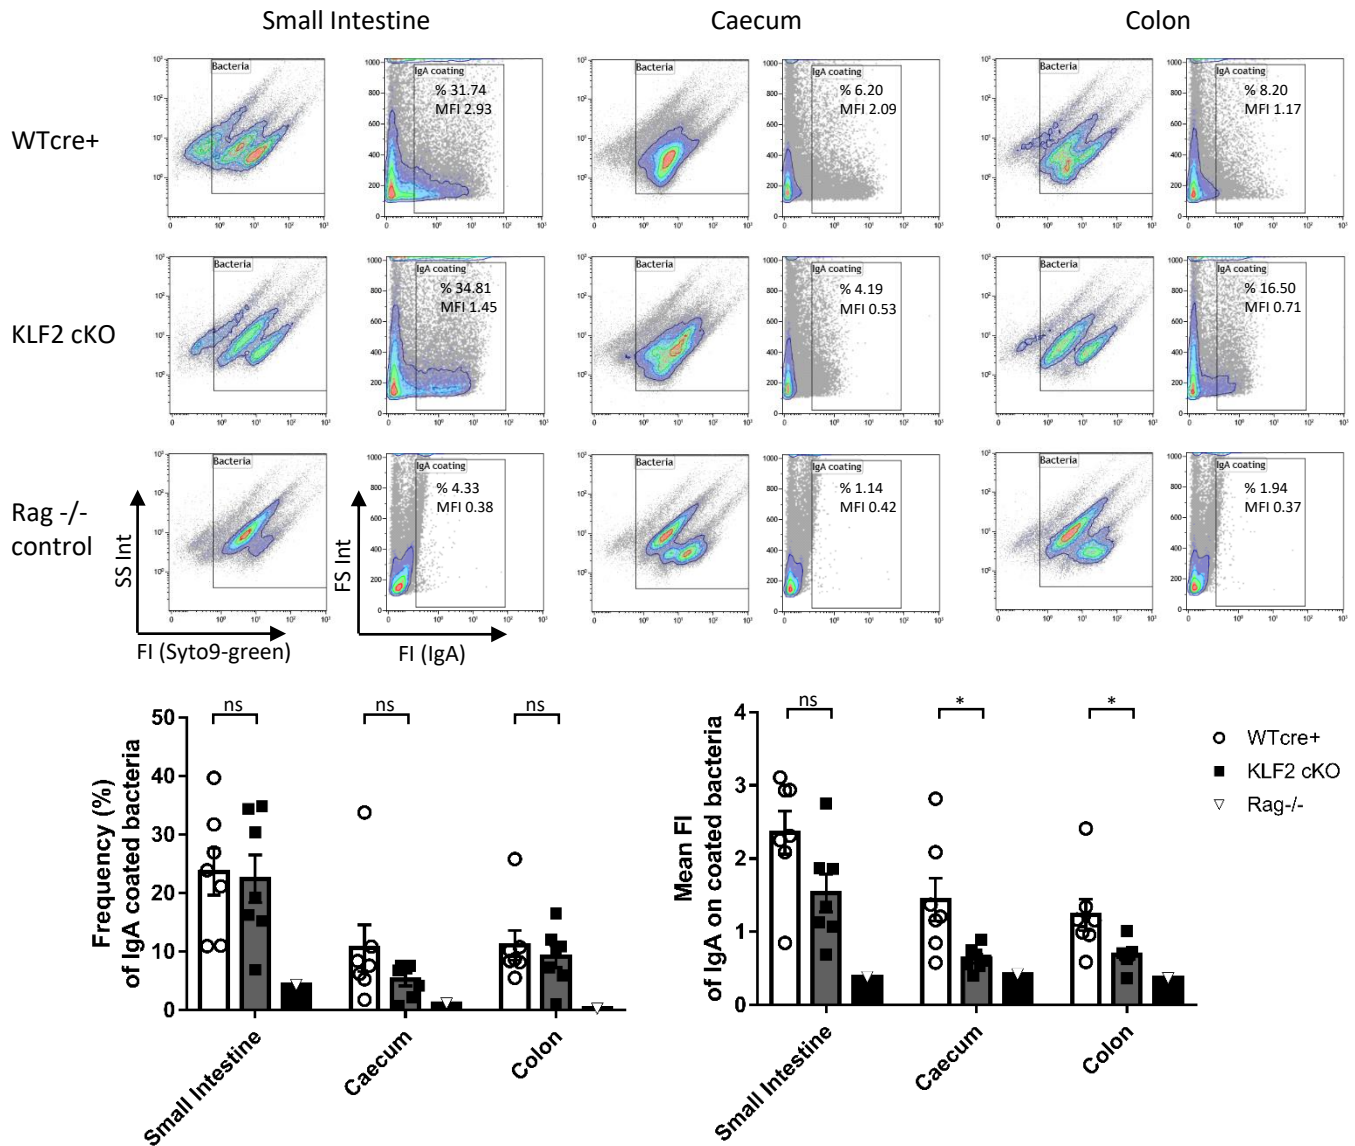 Small Intestine Caecum Colon
WTcre+
Bacteria
IgA coating
% 31.74
MFI 2.93
Bacteria
IgA coating
% 6.20
MFI 2.09
Bacteria
IgA coating
% 8.20
MFI 1.17
KLF2 cKO
Bacteria
IgA coating
% 34.81
MFI 1.45
Bacteria
IgA coating
% 4.19
MFI 0.53
Bacteria
IgA coating
% 16.50
MFI 0.71
Rag -/-
control
Bacteria
IgA coating
% 4.33
MFI 0.38
Bacteria
IgA coating
% 1.14
MFI 0.42
Bacteria
IgA coating
% 1.94
MFI 0.37
SS Int
FI (Syto9-green)
FS Int
FI (IgA)
Frequency (%)
of IgA coated bacteria
50
40
30
20
10
0
ns
ns
ns
Small Intestine
Caecum
Colon
Mean FI
of IgA on coated bacteria
4
3
2
1
0
ns
*
*
Small Intestine
Caecum
Colon
WTcre+
KLF2 cKO
Rag-/-